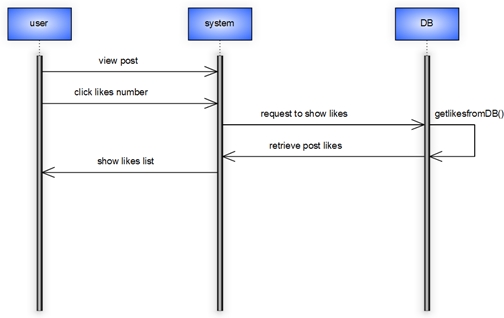 user
system
DB
view post
click likes number
request to show likes
getlikesfromDB()
retrieve post likes
show likes list